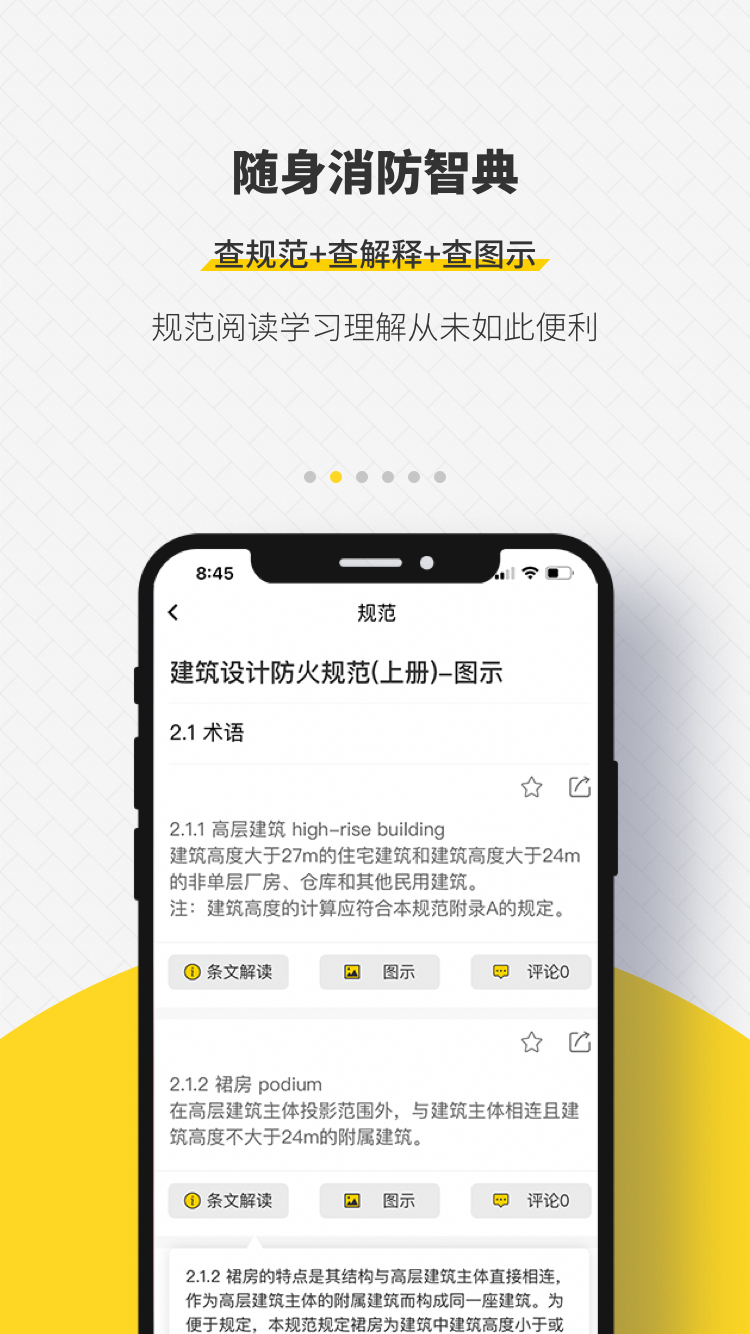 随身消防智典
查规范+查解释+查图示
规范阅读学习理解从未如此便利
8:45
规范
建筑设计防火规范(上册)–图示
2.1 术语
2.1.1 高层建筑 high–rise building
建筑高度大于27m的住宅建筑和建筑高度大于24m
的非单层厂房、仓库和其他民用建筑。
注：建筑高度的计算应符合本规范附录A的规定。
条文解读 图示 评论0
2.1.2 裙房 podium
在高层建筑主体投影范围外，与建筑主体相连且建
筑高度不大于24m的附属建筑。
条文解读 图示 评论0
2.1.2 裙房的特点是其结构与高层建筑主体直接相连，
作为高层建筑主体的附属建筑而构成同一座建筑。为
便于规定，本规范规定裙房为建筑中建筑高度小于或